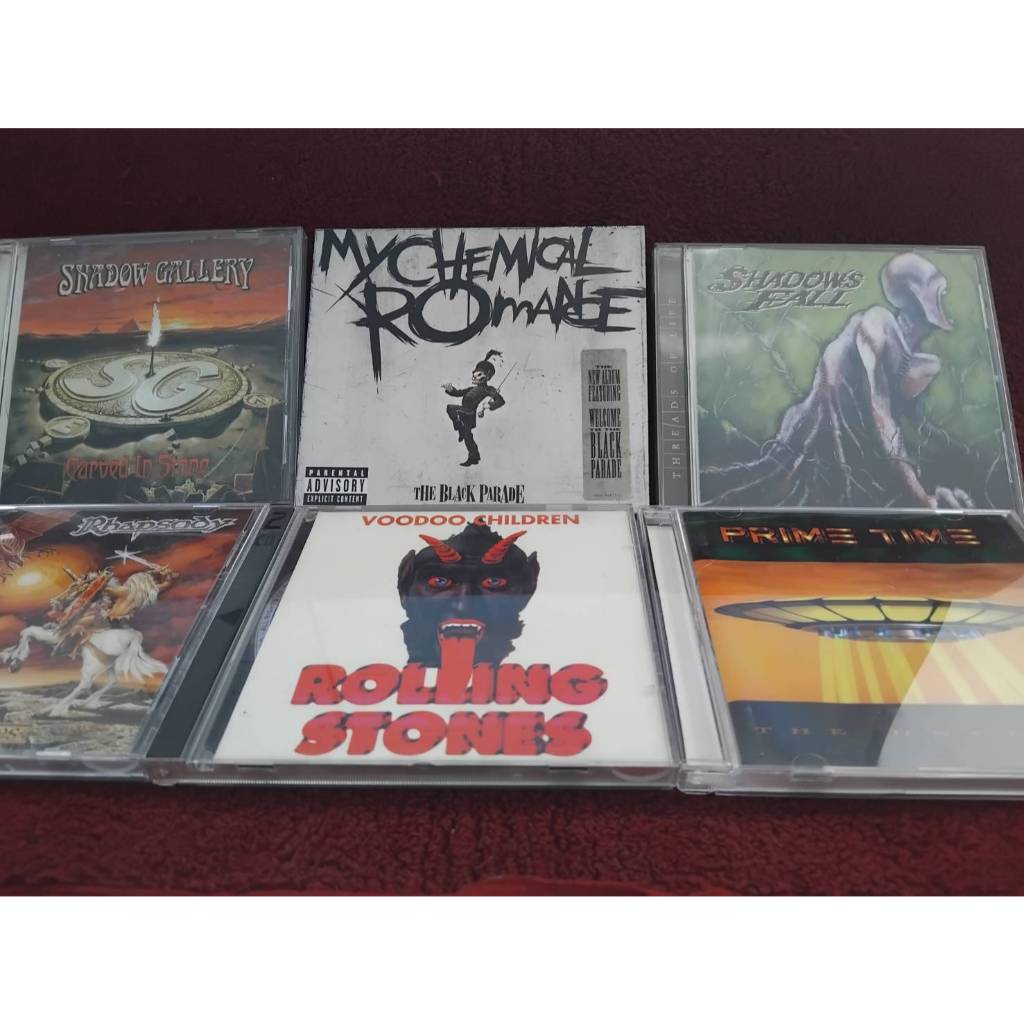 SHADOW GALLERY
SG
Carved In Stone
MY CHEMICAL
ROMANCE
THE
NEW ALBUM
FEATURING
WELCOME
TO THE
BLACK
PARADE
PARENTAL
ADVISORY
EXPLICIT CONTENT
THE BLACK PARADE
THREADS OF LIFE
SHADOWS
FALL
Rhapsody
VOODOO CHILDREN
ROLLING
STONES
PRIME TIME
THE